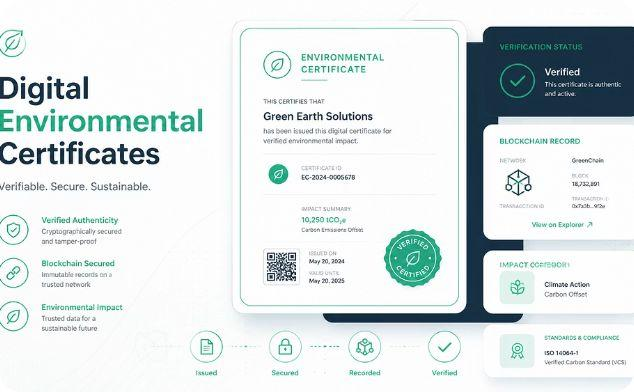 Digital
Environmental
Certificates
Verifiable. Secure. Sustainable.
Verified Authenticity
Cryptographically secured
and tamper-proof
Blockchain Secured
Immutable records on a
trusted network
Environmental Impact
Trusted data for a
sustainable future
ENVIRONMENTAL
CERTIFICATE
THIS CERTIFIES THAT
Green Earth Solutions
has been issued this digital certificate for
verified environmental impact.
CERTIFICATE ID
EC-2024-0005678
IMPACT SUMMARY
10,250 tCO₂e
Carbon Emissions Offset
ISSUED ON
May 20, 2024
VALID UNTIL
May 20, 2025
VERIFIED
CERTIFIED
VERIFICATION STATUS
Verified
This certificate is authentic
and active.
BLOCKCHAIN RECORD
NETWORK
GreenChain
BLOCK
18,732,891
TRANSACTION ID
View on Explorer ↗
IMPACT
Climate Action
Carbon Offset
STANDARDS & COMPLIANCE
ISO 14064-1
Verified Carbon Standard (VCS)
Issued
Secured
Recorded
Verified